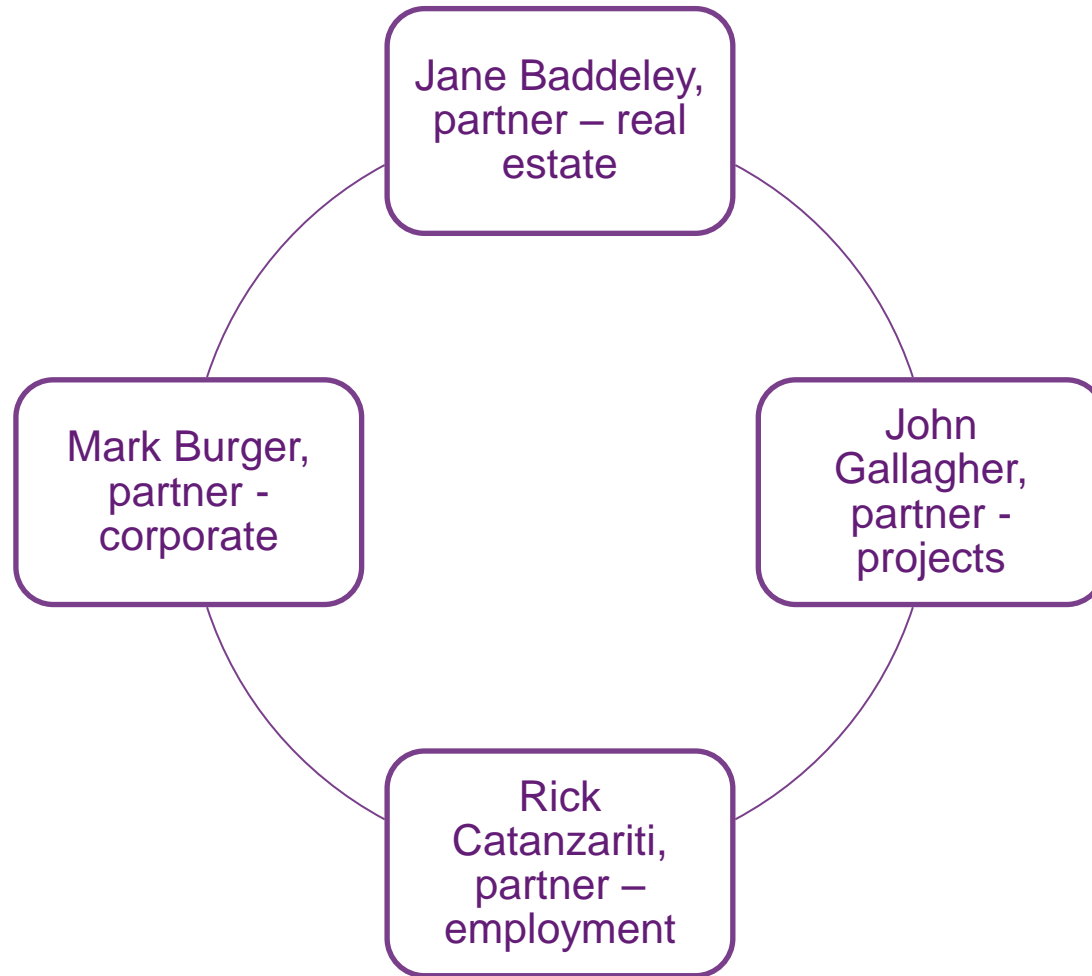 Jane Baddeley,
partner – real
estate
Mark Burger,
partner -
corporate
John
Gallagher,
partner -
projects
Rick
Catanzariti,
partner –
employment